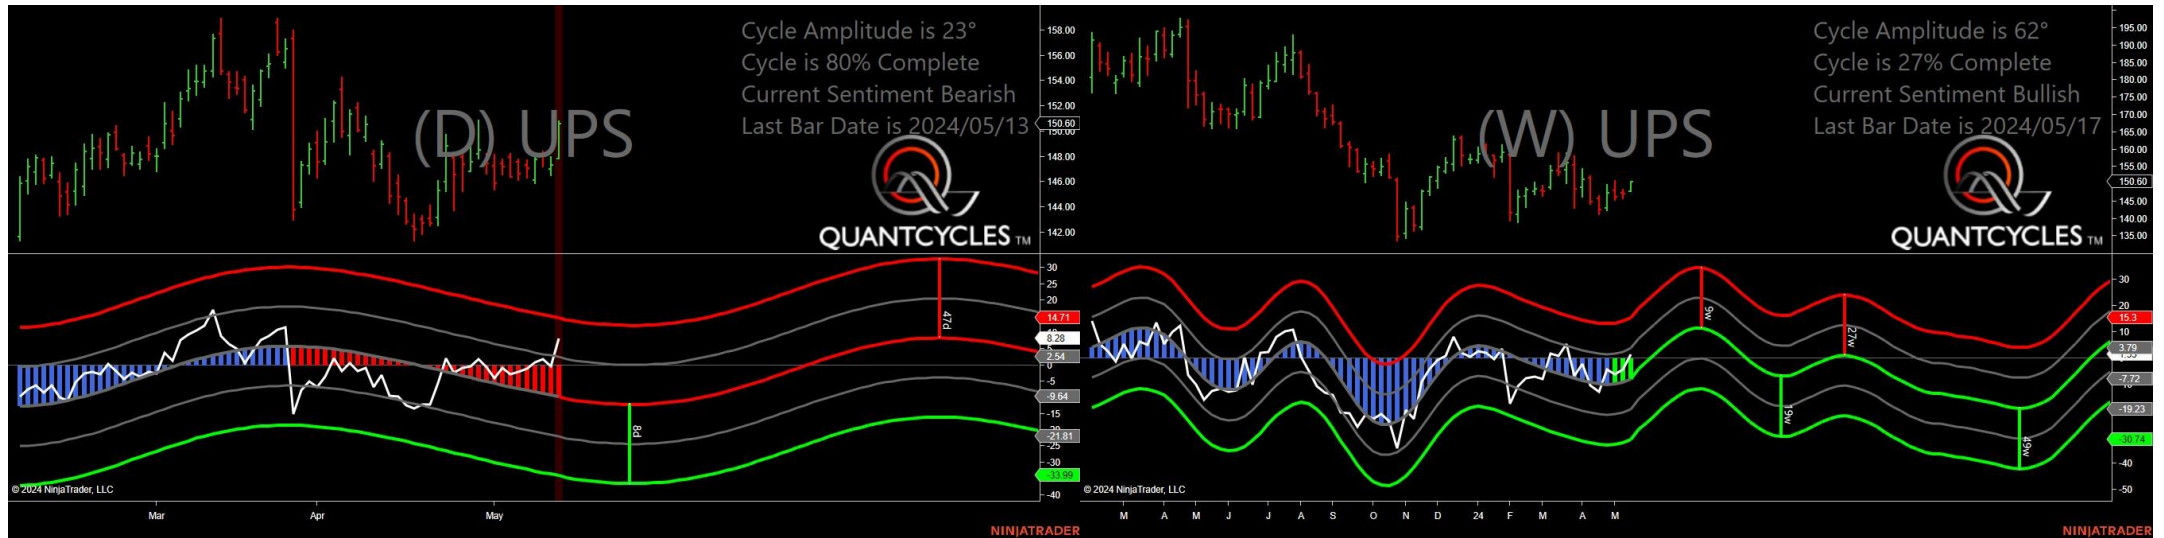 Cycle Amplitude is 23°
Cycle is 80% Complete
Current Sentiment Bearish
Last Bar Date is 2024/05/13
(D) UPS
QUANTCYCLES TM
158.00
156.00
154.00
152.00
150.60
150.00
148.00
146.00
144.00
142.00
30
25
20
14.71
8.28
5
2.54
0
-5
-9.64
-15
-21.81
-25
-30
-33.99
-40
47d
8d
© 2024 NinjaTrader, LLC
Mar
Apr
May
NINJATRADER
Cycle Amplitude is 62°
Cycle is 27% Complete
Current Sentiment Bullish
Last Bar Date is 2024/05/17
(W) UPS
QUANTCYCLES TM
195.00
190.00
185.00
180.00
175.00
170.00
165.00
160.00
155.00
150.60
145.00
140.00
135.00
30
20
15.3
10
3.79
-7.72
-19.23
-30.74
-40
-50
9w
27w
19w
49w
© 2024 NinjaTrader, LLC
M
A
M
J
J
A
S
O
N
D
24
F
M
A
M
NINJATRADER